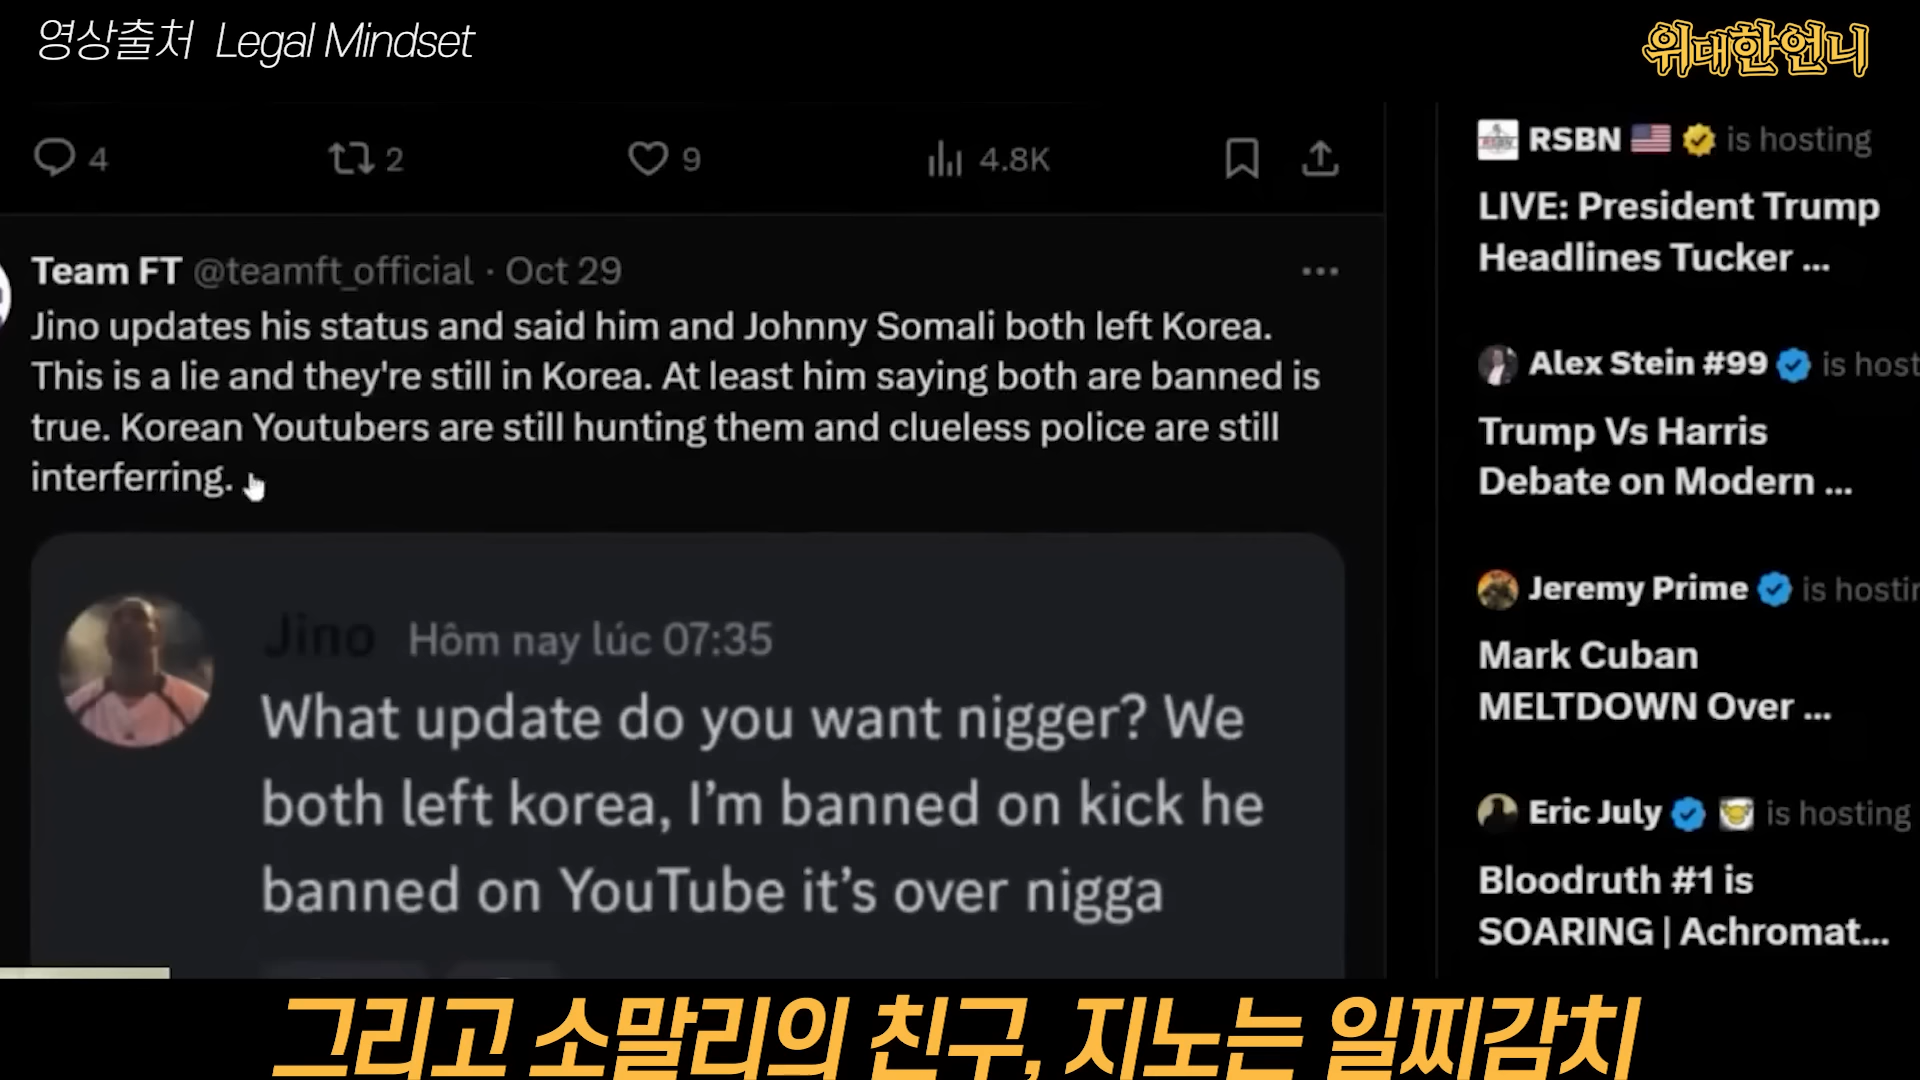 영상출처 Legal Mindset
위대한언니
4 2 9 4.8K
Team FT @teamft_official · Oct 29
Jino updates his status and said him and Johnny Somali both left Korea.
This is a lie and they're still in Korea. At least him saying both are banned is
true. Korean Youtubers are still hunting them and clueless police are still
interferring.
Jino Hôm nay lúc 07:35
What update do you want nigger? We
both left korea, I’m banned on kick he
banned on YouTube it’s over nigga
RSBN is hosting
LIVE: President Trump
Headlines Tucker ...
Alex Stein #99 is host
Trump Vs Harris
Debate on Modern ...
Jeremy Prime is hostin
Mark Cuban
MELTDOWN Over ...
Eric July is hosting
Bloodruth #1 is
SOARING | Achromat...
그리고 소말리의 친구, 지노는 일찌감치